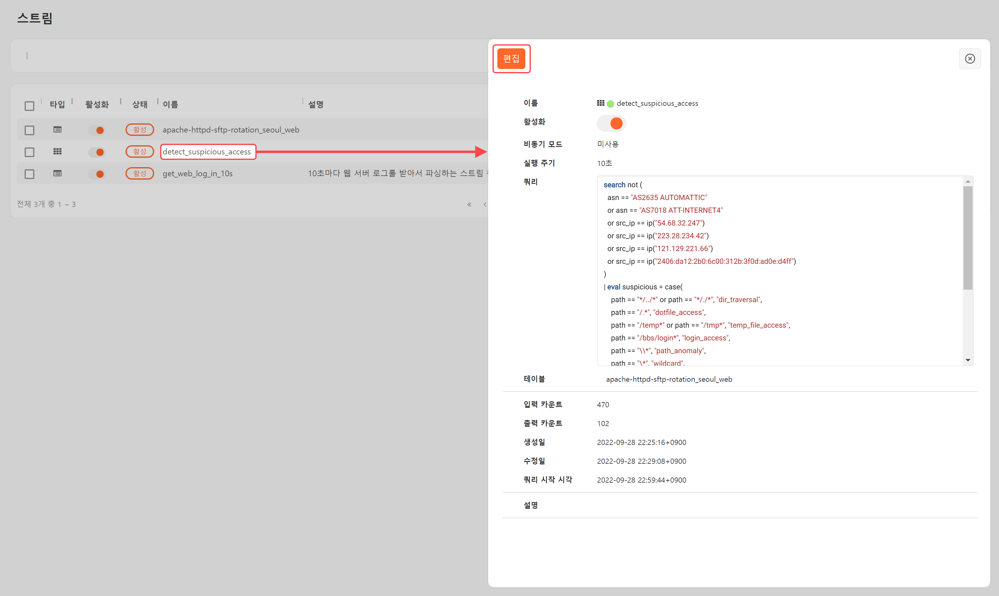 스트림
타입 활성화 상태 이름 설명
활성 apache-httpd-sftp-rotation_seoul_web
활성 detect_suspicious_access
활성 get_web_log_in_10s 10초마다 웹 서버 로그를 받아서 파싱하는 스트림
전체 3개 중 1 ~ 3 « ‹
편집
이름 detect_suspicious_access
활성화
비동기 모드 미사용
실행 주기 10초
쿼리
search not (
asn == "AS2635 AUTOMATTIC"
or asn == "AS7018 ATT-INTERNET4"
or src_ip == ip("54.68.32.247")
or src_ip == ip("223.28.234.42")
or src_ip == ip("121.129.221.66")
or src_ip == ip("2406:da12:2b0:6c00:312b:3f0d:ad0e:d4ff")
)
| eval suspicious = case(
path == "*/../*" or path == "*/./*", "dir_traversal",
path == "/.*", "dotfile_access",
path == "/temp*" or path == "/tmp*", "temp_file_access",
path == "/bbs/login*", "login_access",
path == "\\*", "path_anomaly",
path == "\*", "wildcard",
테이블 apache-httpd-sftp-rotation_seoul_web
입력 카운트 470
출력 카운트 102
생성일 2022-09-28 22:25:16+0900
수정일 2022-09-28 22:29:08+0900
쿼리 시작 시각 2022-09-28 22:59:44+0900
설명